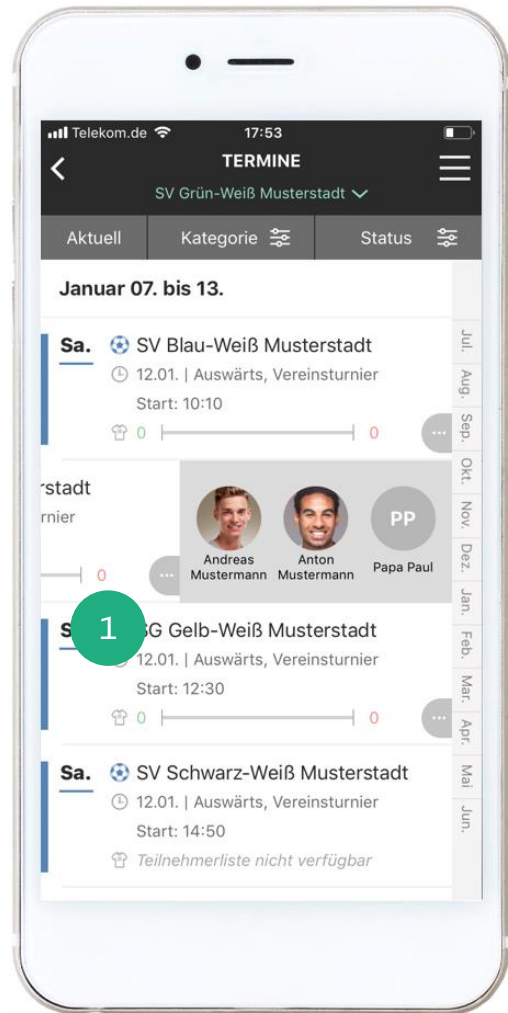 Telekom.de 17:53
TERMINE
SV Grün-Weiß Musterstadt
Aktuell Kategorie Status
Januar 07. bis 13.
Sa. SV Blau-Weiß Musterstadt
12.01. | Auswärts, Vereinsturnier
Start: 10:10
0 0
rstadt
rnier
0
PP
Andreas Mustermann
Anton Mustermann
Papa Paul
1
S SG Gelb-Weiß Musterstadt
12.01. | Auswärts, Vereinsturnier
Start: 12:30
0 0
Sa. SV Schwarz-Weiß Musterstadt
12.01. | Auswärts, Vereinsturnier
Start: 14:50
Teilnehmerliste nicht verfügbar
Jul.
Aug.
Sep.
Okt.
Nov.
Dez.
Jan.
Feb.
Mar.
Apr.
Mai
Jun.